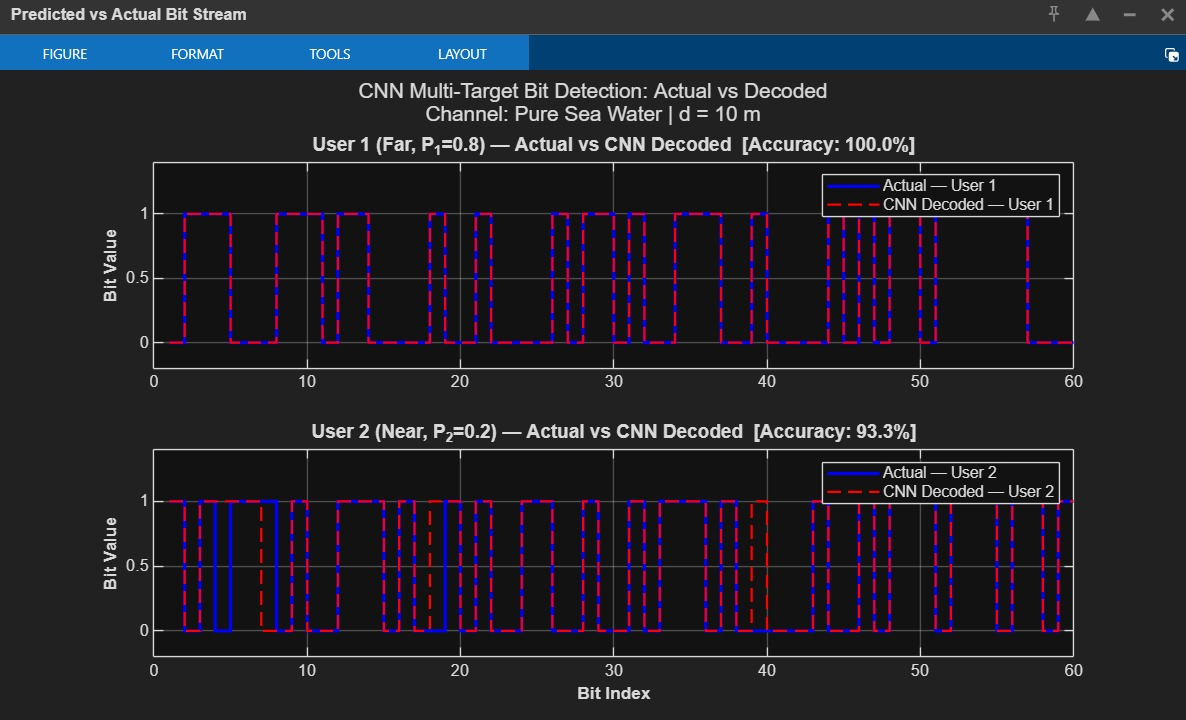 Predicted vs Actual Bit Stream
FIGURE FORMAT TOOLS LAYOUT
CNN Multi-Target Bit Detection: Actual vs Decoded
Channel: Pure Sea Water | d = 10 m
User 1 (Far, P1=0.8) — Actual vs CNN Decoded [Accuracy: 100.0%]
Actual — User 1
CNN Decoded — User 1
1
0.5
0
Bit Value
0 10 20 30 40 50 60
User 2 (Near, P2=0.2) — Actual vs CNN Decoded [Accuracy: 93.3%]
Actual — User 2
CNN Decoded — User 2
1
0.5
0
Bit Value
0 10 20 30 40 50 60
Bit Index